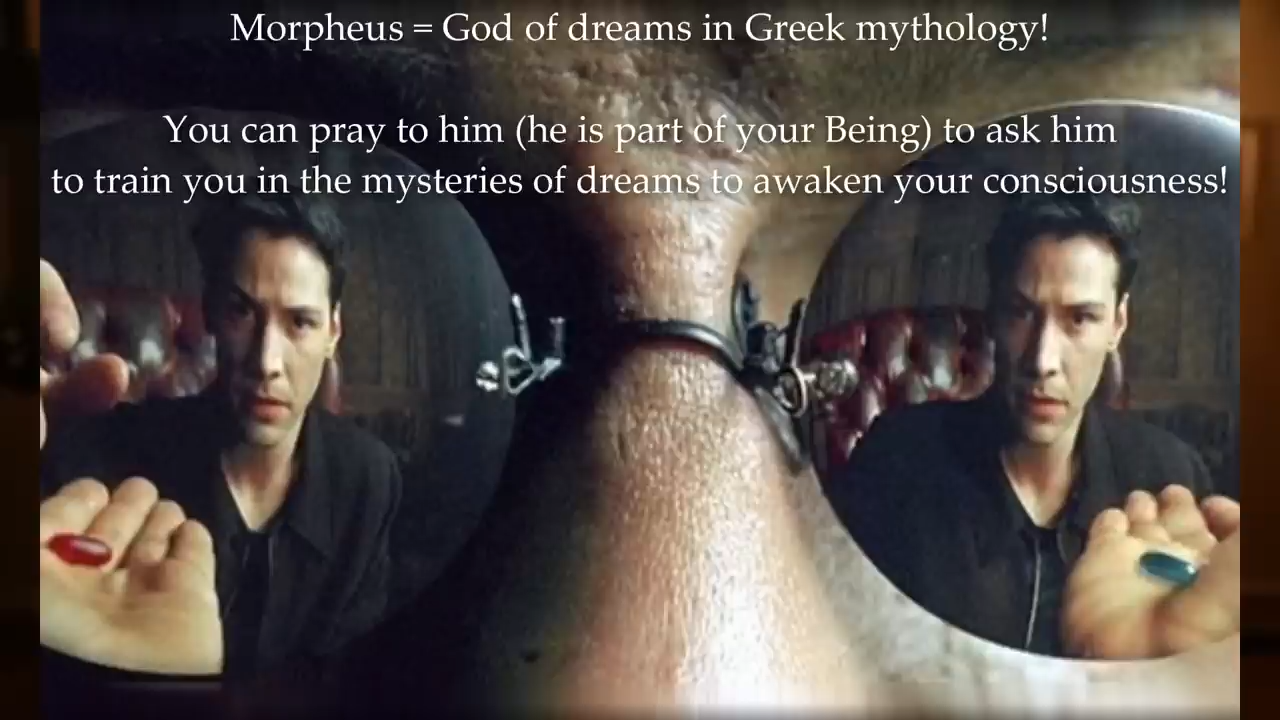 Morpheus = God of dreams in Greek mythology!
You can pray to him (he is part of your Being) to ask him
to train you in the mysteries of dreams to awaken your consciousness!